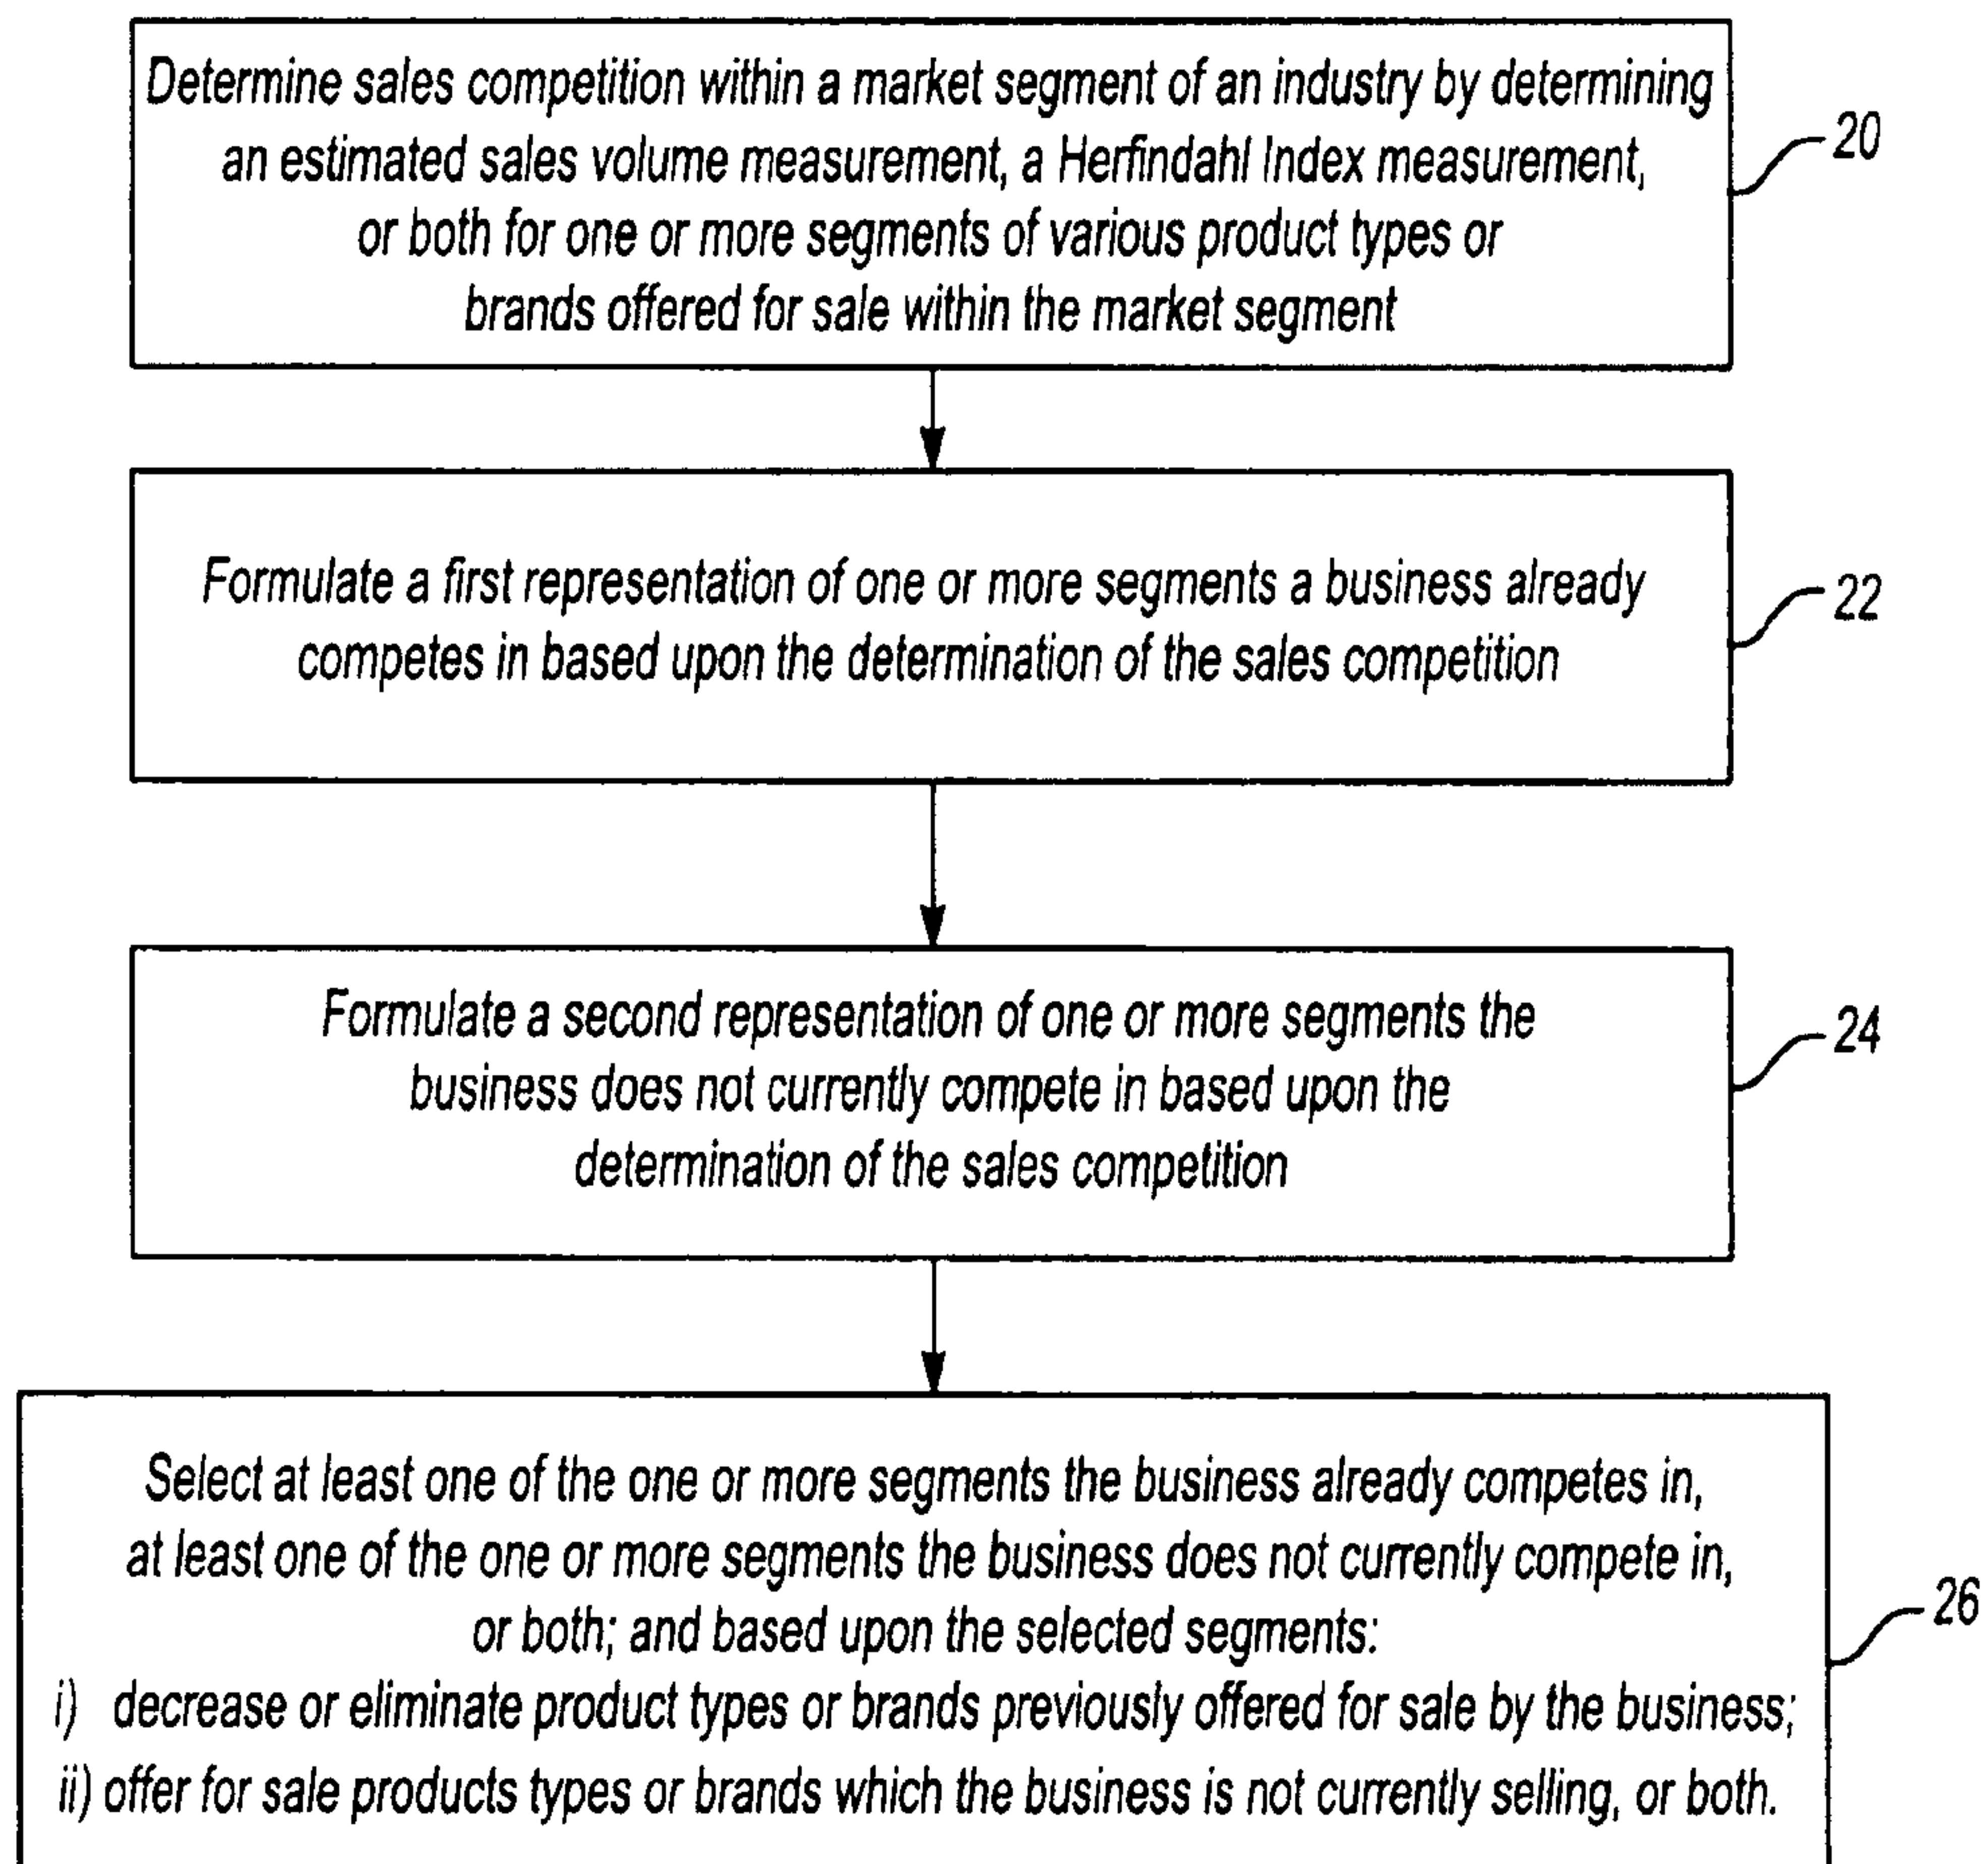 Determine sales competition within a market segment of an industry by determining
an estimated sales volume measurement, a Herfindahl Index measurement,
or both for one or more segments of various product types or
brands offered for sale within the market segment
20
Formulate a first representation of one or more segments a business already
competes in based upon the determination of the sales competition
22
Formulate a second representation of one or more segments the
business does not currently compete in based upon the
determination of the sales competition
24
Select at least one of the one or more segments the business already competes in,
at least one of the one or more segments the business does not currently compete in,
or both; and based upon the selected segments:
i) decrease or eliminate product types or brands previously offered for sale by the business;
ii) offer for sale products types or brands which the business is not currently selling, or both.
26